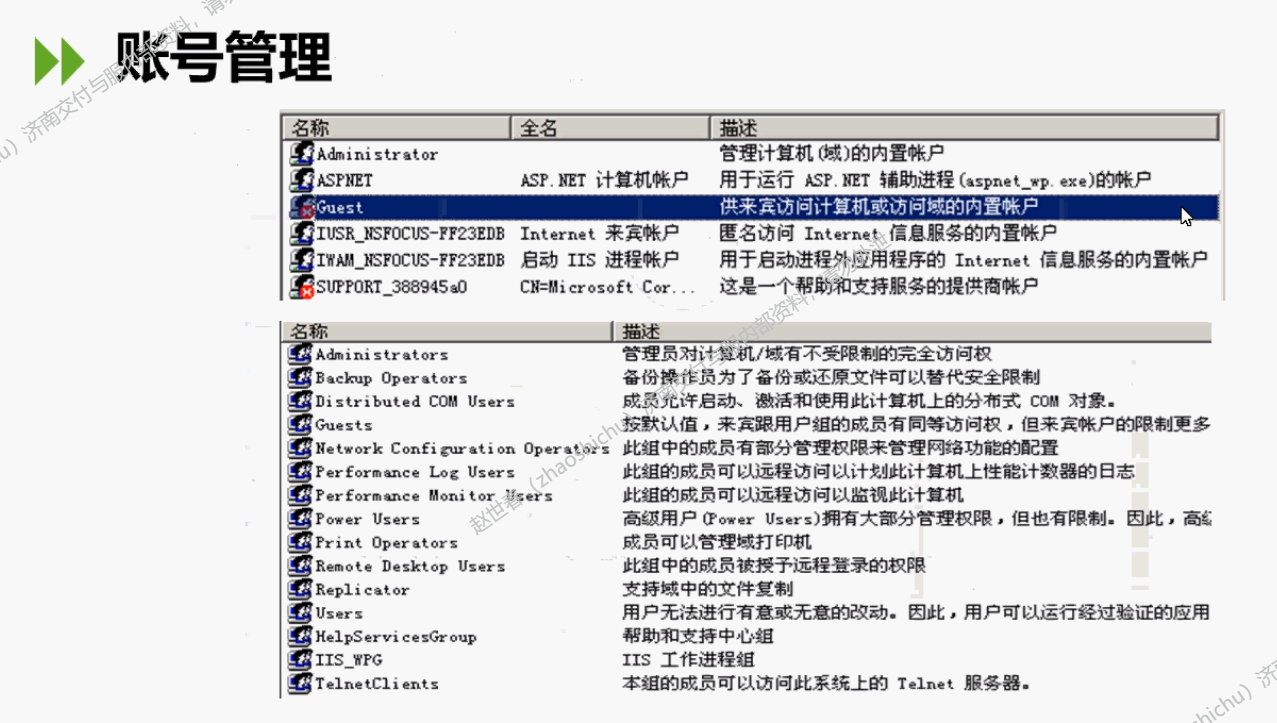 账号管理
名称 全名 描述
Administrator 管理计算机(域)的内置帐户
ASPNET ASP.NET 计算机帐户 用于运行 ASP.NET 辅助进程(aspnet_wp.exe)的帐户
Guest 供来宾访问计算机或访问域的内置帐户
IUSR_NSFOCUS-FF23EDB Internet 来宾帐户 匿名访问 Internet 信息服务的内置帐户
IWAM_NSFOCUS-FF23EDB 启动 IIS 进程帐户 用于启动进程外应用程序的 Internet 信息服务的内置帐户
SUPPORT_388945a0 CN=Microsoft Cor... 这是一个帮助和支持服务的提供商帐户
名称 描述
Administrators 管理员对计算机/域有不受限制的完全访问权
Backup Operators 备份操作员为了备份或还原文件可以替代安全限制
Distributed COM Users 成员允许启动、激活和使用此计算机上的分布式 COM 对象。
Guests 按默认值，来宾跟用户组的成员有同等访问权，但来宾帐户的限制更多
Network Configuration Operators 此组中的成员有部分管理权限来管理网络功能的配置
Performance Log Users 此组的成员可以远程访问以计划此计算机上性能计数器的日志
Performance Monitor Users 此组的成员可以远程访问以监视此计算机
Power Users 高级用户(Power Users)拥有大部分管理权限，但也有限制。因此，高级
Print Operators 成员可以管理域打印机
Remote Desktop Users 此组中的成员被授予远程登录的权限
Replicator 支持域中的文件复制
Users 用户无法进行有意或无意的改动。因此，用户可以运行经过验证的应用
HelpServicesGroup 帮助和支持中心组
IIS_WPG IIS 工作进程组
TelnetClients 本组的成员可以访问此系统上的 Telnet 服务器。